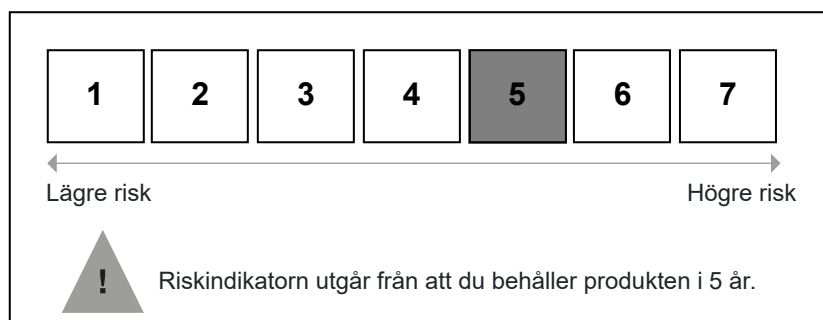 1 2 3 4 5 6 7
Lägre risk Högre risk
! Riskindikatorn utgår från att du behåller produkten i 5 år.